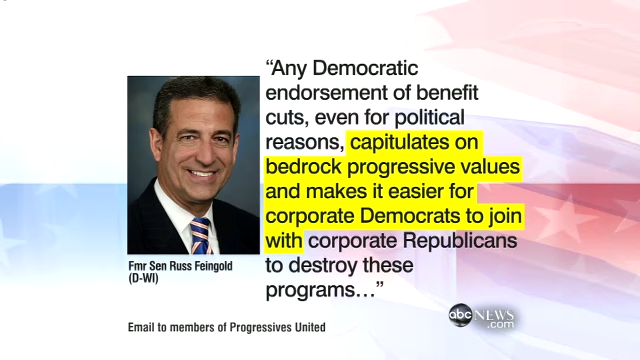 “Any Democratic
endorsement of benefit
cuts, even for political
reasons, capitulates on
bedrock progressive values
and makes it easier for
corporate Democrats to join
with corporate Republicans
to destroy these
programs…”
Fmr Sen Russ Feingold
(D-WI)
Email to members of Progressives United
abc NEWS
.com